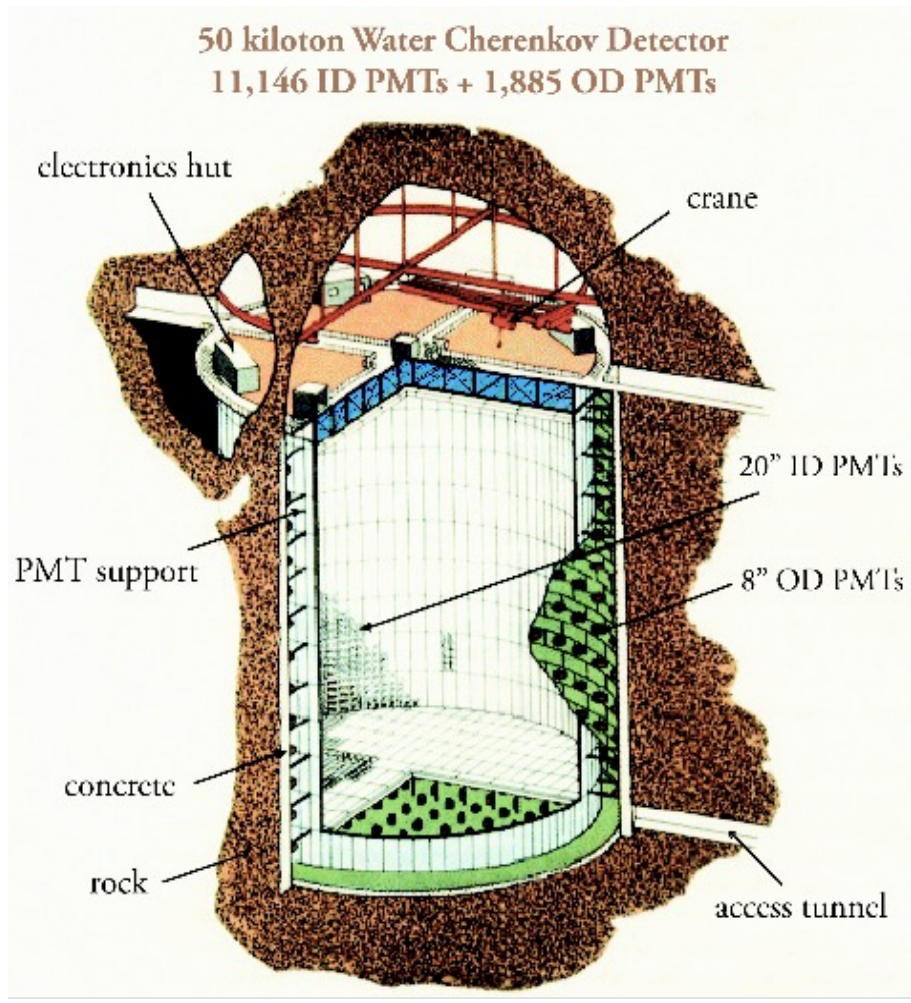 50 kiloton Water Cherenkov Detector
11,146 ID PMTs + 1,885 OD PMTs
electronics hut
crane
20” ID PMTs
PMT support
8” OD PMTs
concrete
rock
access tunnel